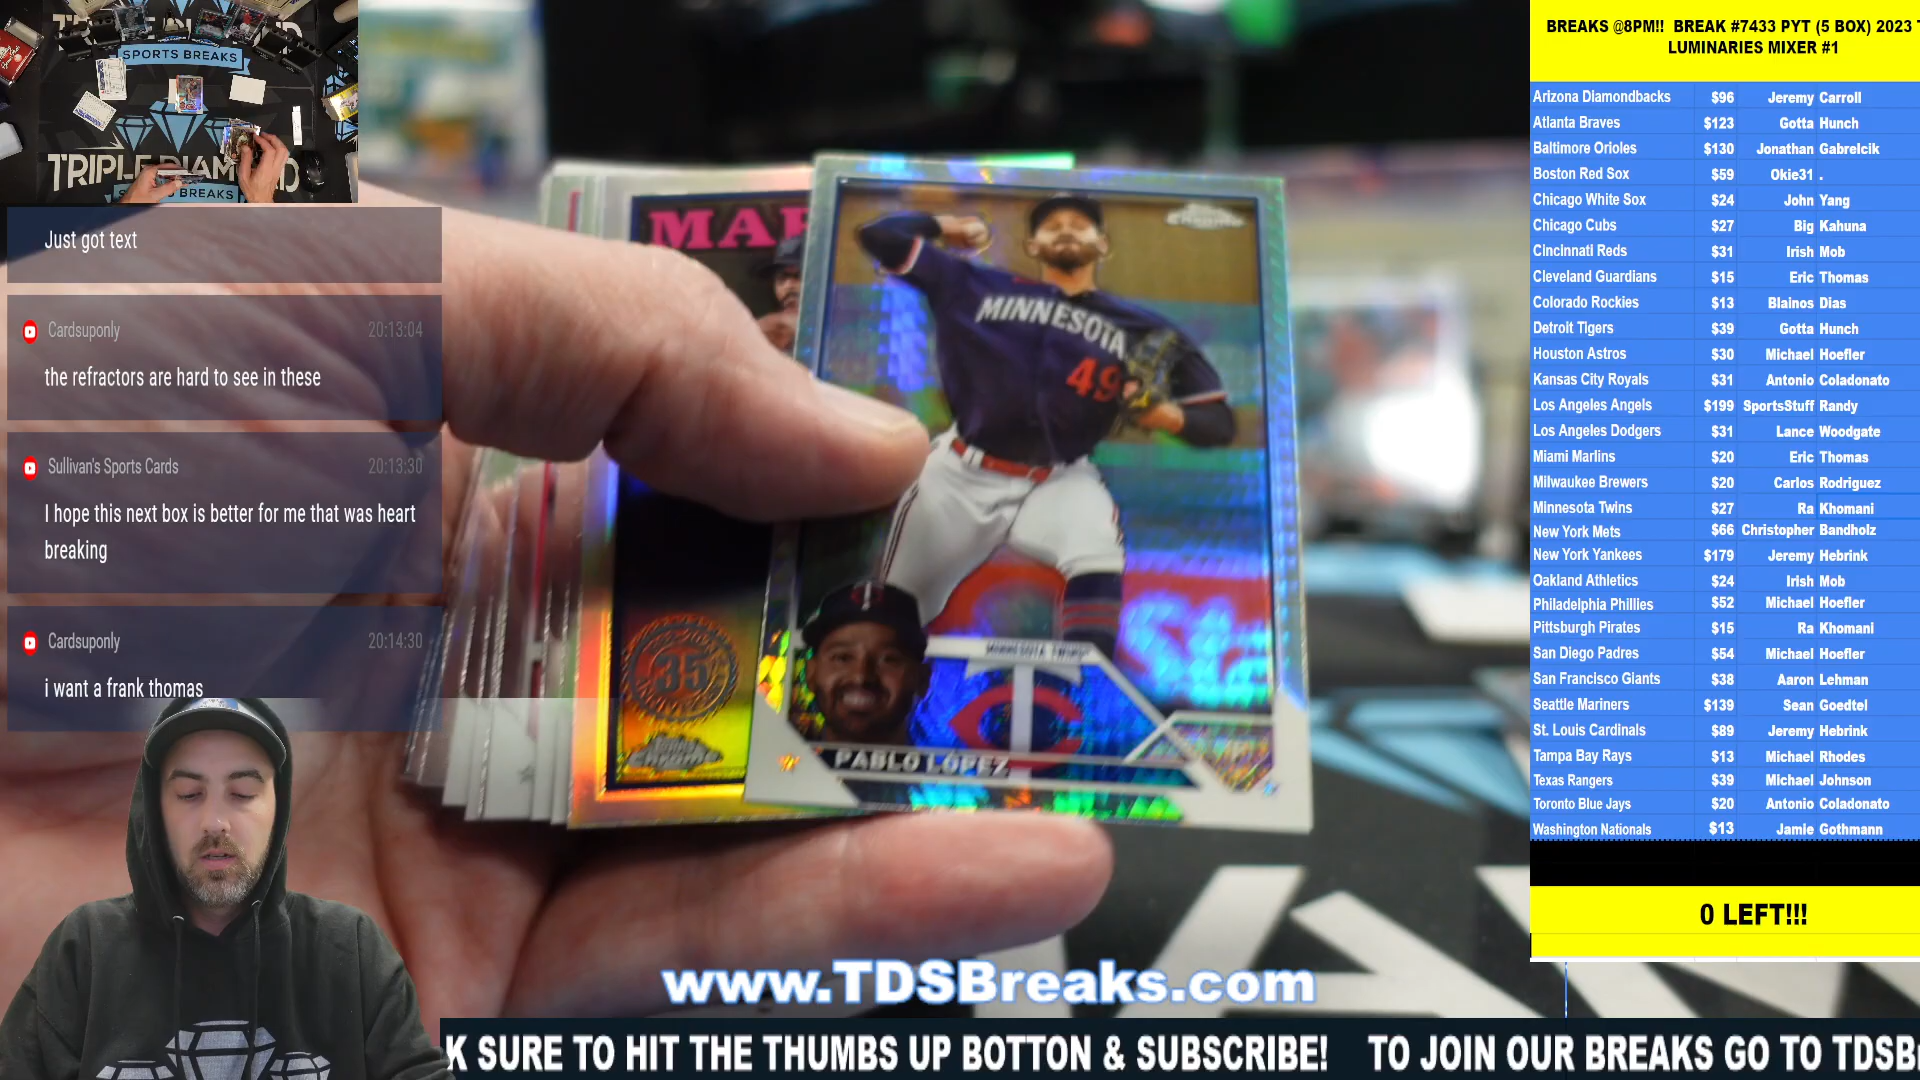 SPORTS BREAKS
TRIPLE DIAMOND
SPORTS BREAKS
Just got text
Cardsuponly 20:13:04
the refractors are hard to see in these
Sullivan's Sports Cards 20:13:30
I hope this next box is better for me that was heart
breaking
Cardsuponly 20:14:30
i want a frank thomas
MAR
35
TOPPS CHROME
MINNESOTA
49
MINNESOTA TWINS
PABLO LÓPEZ
www.TDSBreaks.com
K SURE TO HIT THE THUMBS UP BOTTON & SUBSCRIBE! TO JOIN OUR BREAKS GO TO TDSB
BREAKS @8PM!! BREAK #7433 PYT (5 BOX) 2023
LUMINARIES MIXER #1
Arizona Diamondbacks $96 Jeremy Carroll
Atlanta Braves $123 Gotta Hunch
Baltimore Orioles $130 Jonathan Gabrelcik
Boston Red Sox $59 Okie31 .
Chicago White Sox $24 John Yang
Chicago Cubs $27 Big Kahuna
Cincinnati Reds $31 Irish Mob
Cleveland Guardians $15 Eric Thomas
Colorado Rockies $13 Blainos Dias
Detroit Tigers $39 Gotta Hunch
Houston Astros $30 Michael Hoefler
Kansas City Royals $31 Antonio Coladonato
Los Angeles Angels $199 SportsStuff Randy
Los Angeles Dodgers $31 Lance Woodgate
Miami Marlins $20 Eric Thomas
Milwaukee Brewers $20 Carlos Rodriguez
Minnesota Twins $27 Ra Khomani
New York Mets $66 Christopher Bandholz
New York Yankees $179 Jeremy Hebrink
Oakland Athletics $24 Irish Mob
Philadelphia Phillies $52 Michael Hoefler
Pittsburgh Pirates $15 Ra Khomani
San Diego Padres $54 Michael Hoefler
San Francisco Giants $38 Aaron Lehman
Seattle Mariners $139 Sean Goedtel
St. Louis Cardinals $89 Jeremy Hebrink
Tampa Bay Rays $13 Michael Rhodes
Texas Rangers $39 Michael Johnson
Toronto Blue Jays $20 Antonio Coladonato
Washington Nationals $13 Jamie Gothmann
0 LEFT!!!